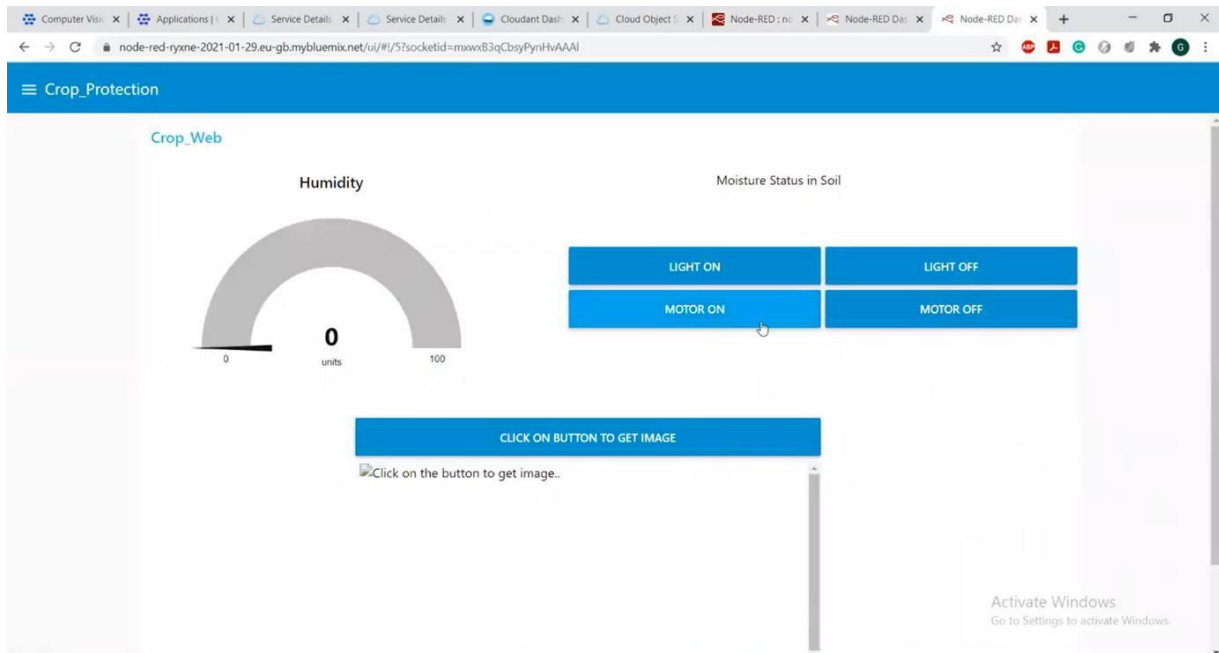 Computer Visi
Applications |
Service Details
Service Details
Cloudant Dash
Cloud Object S
Node-RED : no
Node-RED Das
Node-RED Das
node-red-ryxne-2021-01-29.eu-gb.mybluemix.net/ui/#!/5?socketid=mxwxB3qCbsyPynHvAAAl
ABP
G
Crop_Protection
Crop_Web
Humidity
Moisture Status in Soil
LIGHT ON LIGHT OFF
MOTOR ON MOTOR OFF
0
units
0 100
CLICK ON BUTTON TO GET IMAGE
Click on the button to get image..
Activate Windows
Go to Settings to activate Windows.